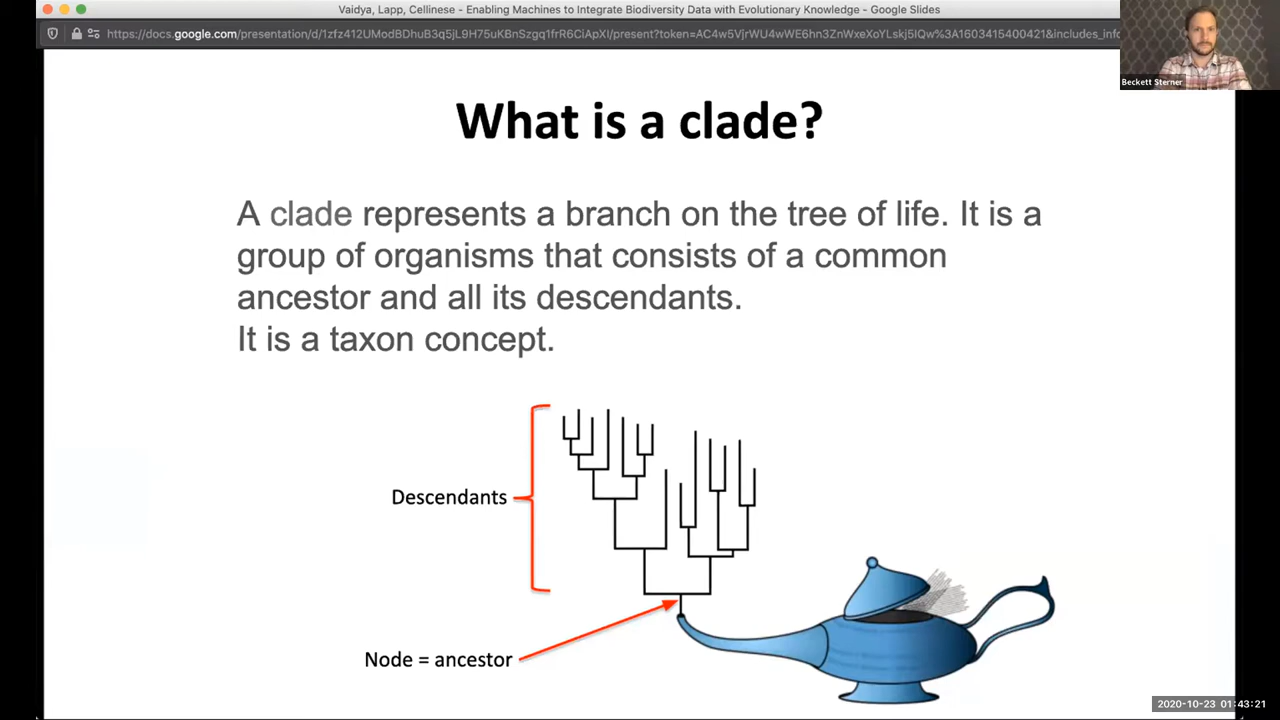 Vaidya, Lapp, Cellinese - Enabling Machines to Integrate Biodiversity Data with Evolutionary Knowledge - Google Slides
https://docs.google.com/presentation/d/1zfz412UModBDhuB3q5jL9H75uKBnSzgq1frR6CiApXI/present?token=AC4w5VjrWU4wWE6hn3ZnWxeXoYLskj5IQw%3A1603415400421&includes_info
Beckett Sterner
What is a clade?
A clade represents a branch on the tree of life. It is a
group of organisms that consists of a common
ancestor and all its descendants.
It is a taxon concept.
Descendants
Node = ancestor
2020-10-23 01:43:21